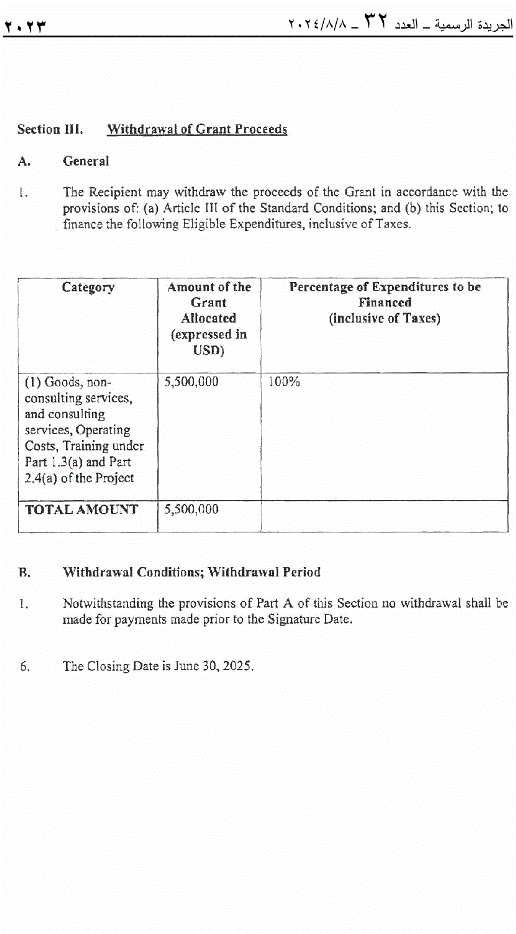 ٢٠٢٣
الجريدة الرسمية ـ العدد ٣٢ ـ ٢٠٢٤/٨/٨
Section III. Withdrawal of Grant Proceeds
A. General
1. The Recipient may withdraw the proceeds of the Grant in accordance with the
provisions of: (a) Article III of the Standard Conditions; and (b) this Section; to
finance the following Eligible Expenditures, inclusive of Taxes.
Category
Amount of the
Grant
Allocated
(expressed in
USD)
Percentage of Expenditures to be
Financed
(inclusive of Taxes)
(1) Goods, non-
consulting services,
and consulting
services, Operating
Costs, Training under
Part 1.3(a) and Part
2.4(a) of the Project
5,500,000
100%
TOTAL AMOUNT
5,500,000
B. Withdrawal Conditions; Withdrawal Period
1. Notwithstanding the provisions of Part A of this Section no withdrawal shall be
made for payments made prior to the Signature Date.
6. The Closing Date is June 30, 2025.